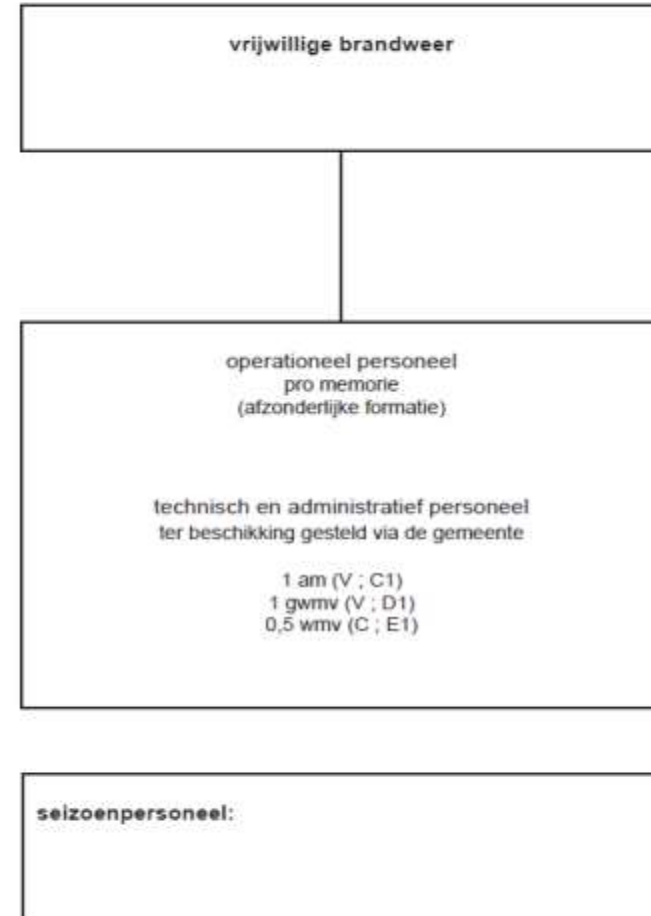 vrijwillige brandweer
operationeel personeel
pro memorie
(afzonderlijke formatie)
technisch en administratief personeel
ter beschikking gesteld via de gemeente
1 am (V ; C1)
1 gwmv (V ; D1)
0,5 wmv (C ; E1)
seizoenpersoneel: